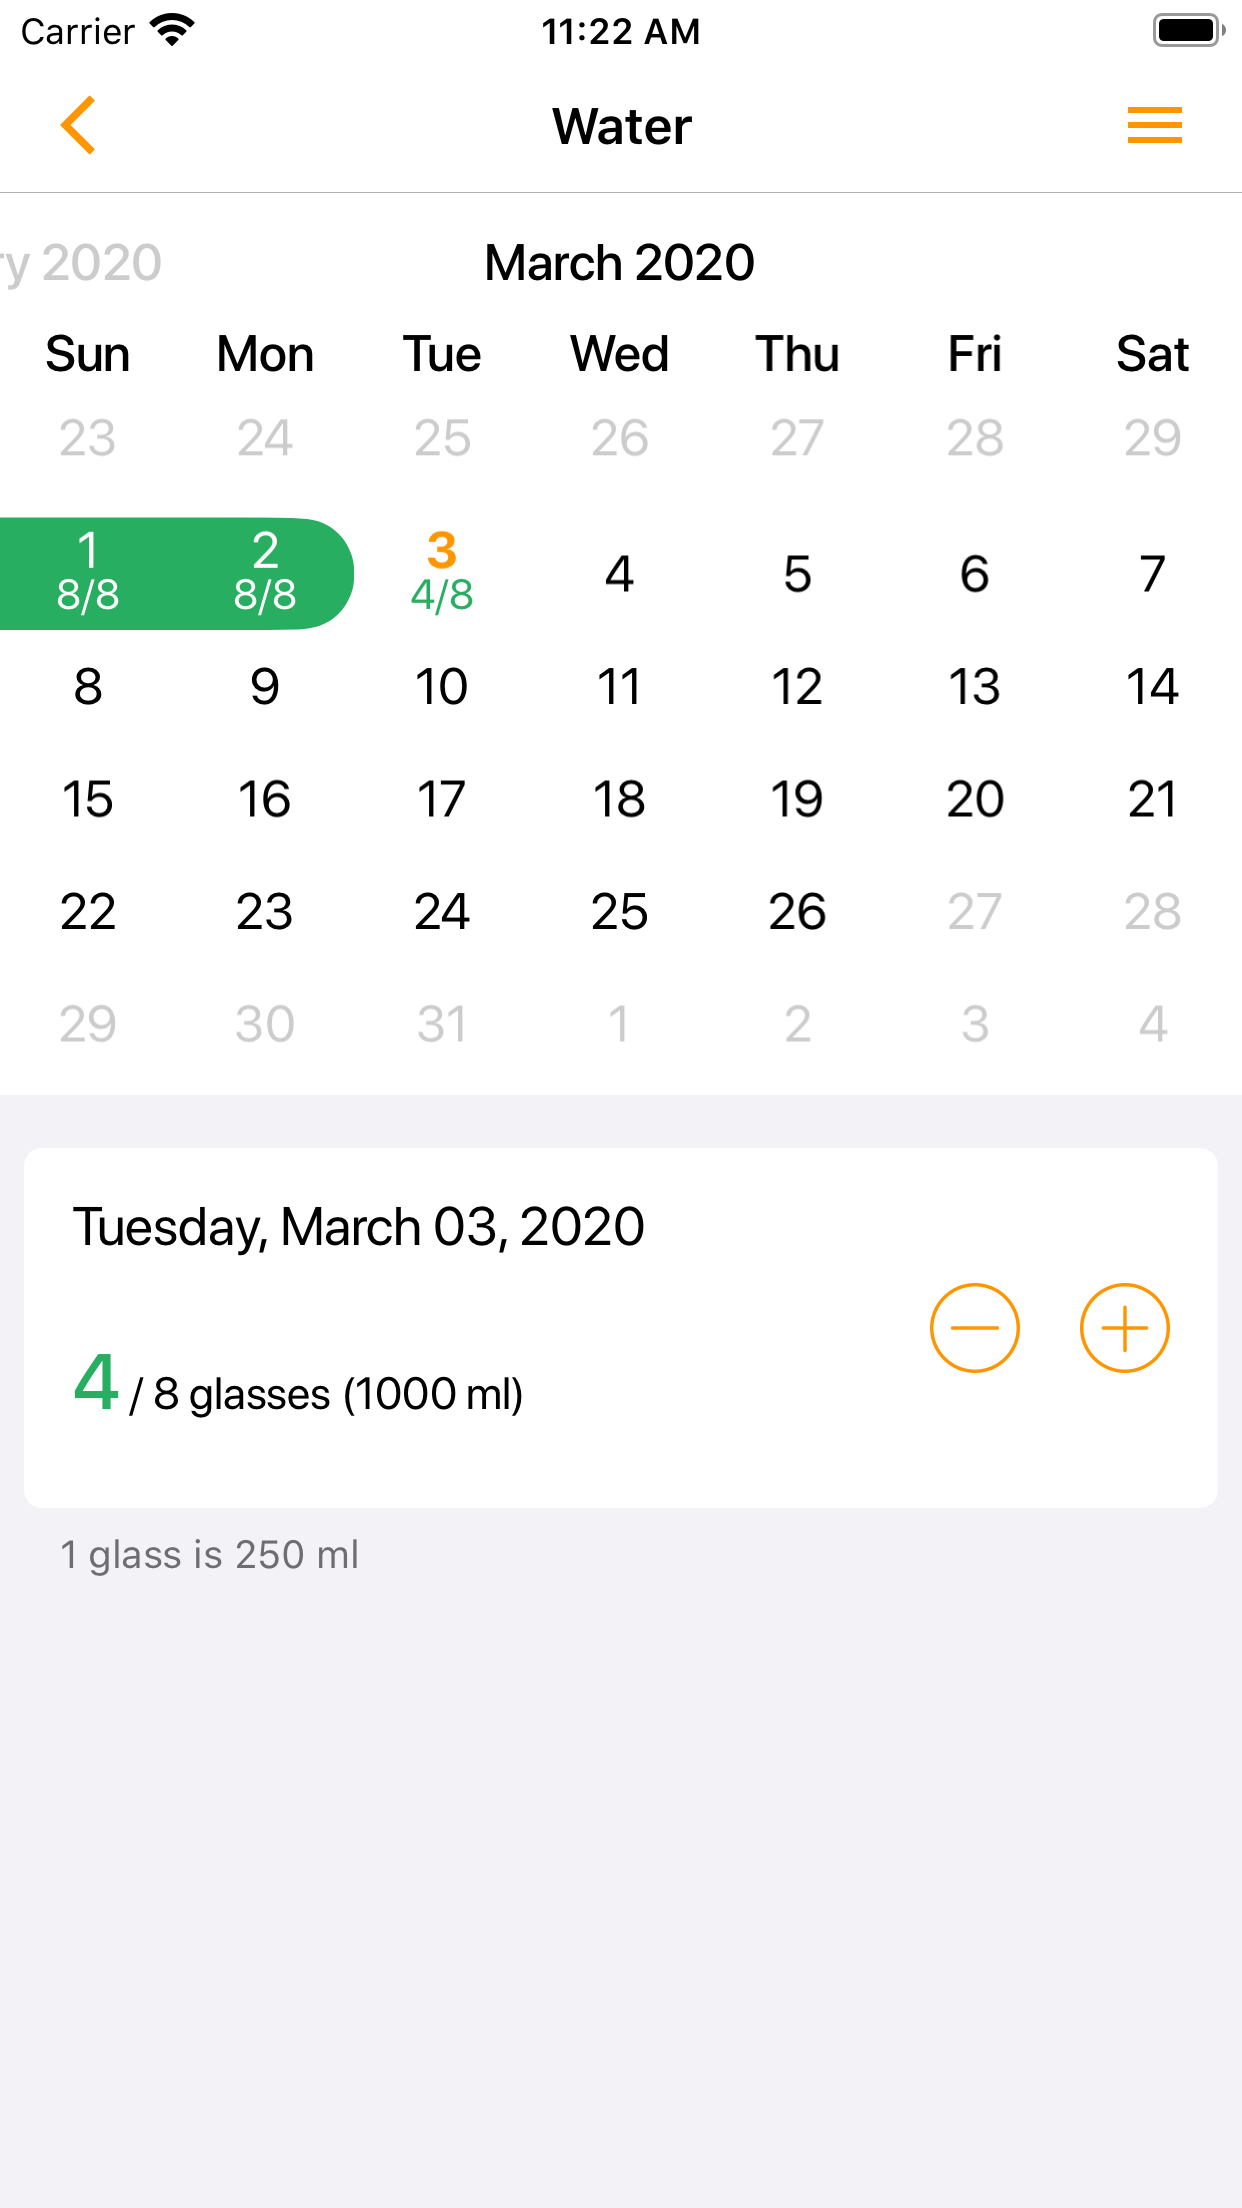 Carrier 11:22 AM
Water
ry 2020 March 2020
Sun Mon Tue Wed Thu Fri Sat
23 24 25 26 27 28 29
1 2 3 4 5 6 7
8/8 8/8 4/8
8 9 10 11 12 13 14
15 16 17 18 19 20 21
22 23 24 25 26 27 28
29 30 31 1 2 3 4
Tuesday, March 03, 2020
4 / 8 glasses (1000 ml)
1 glass is 250 ml